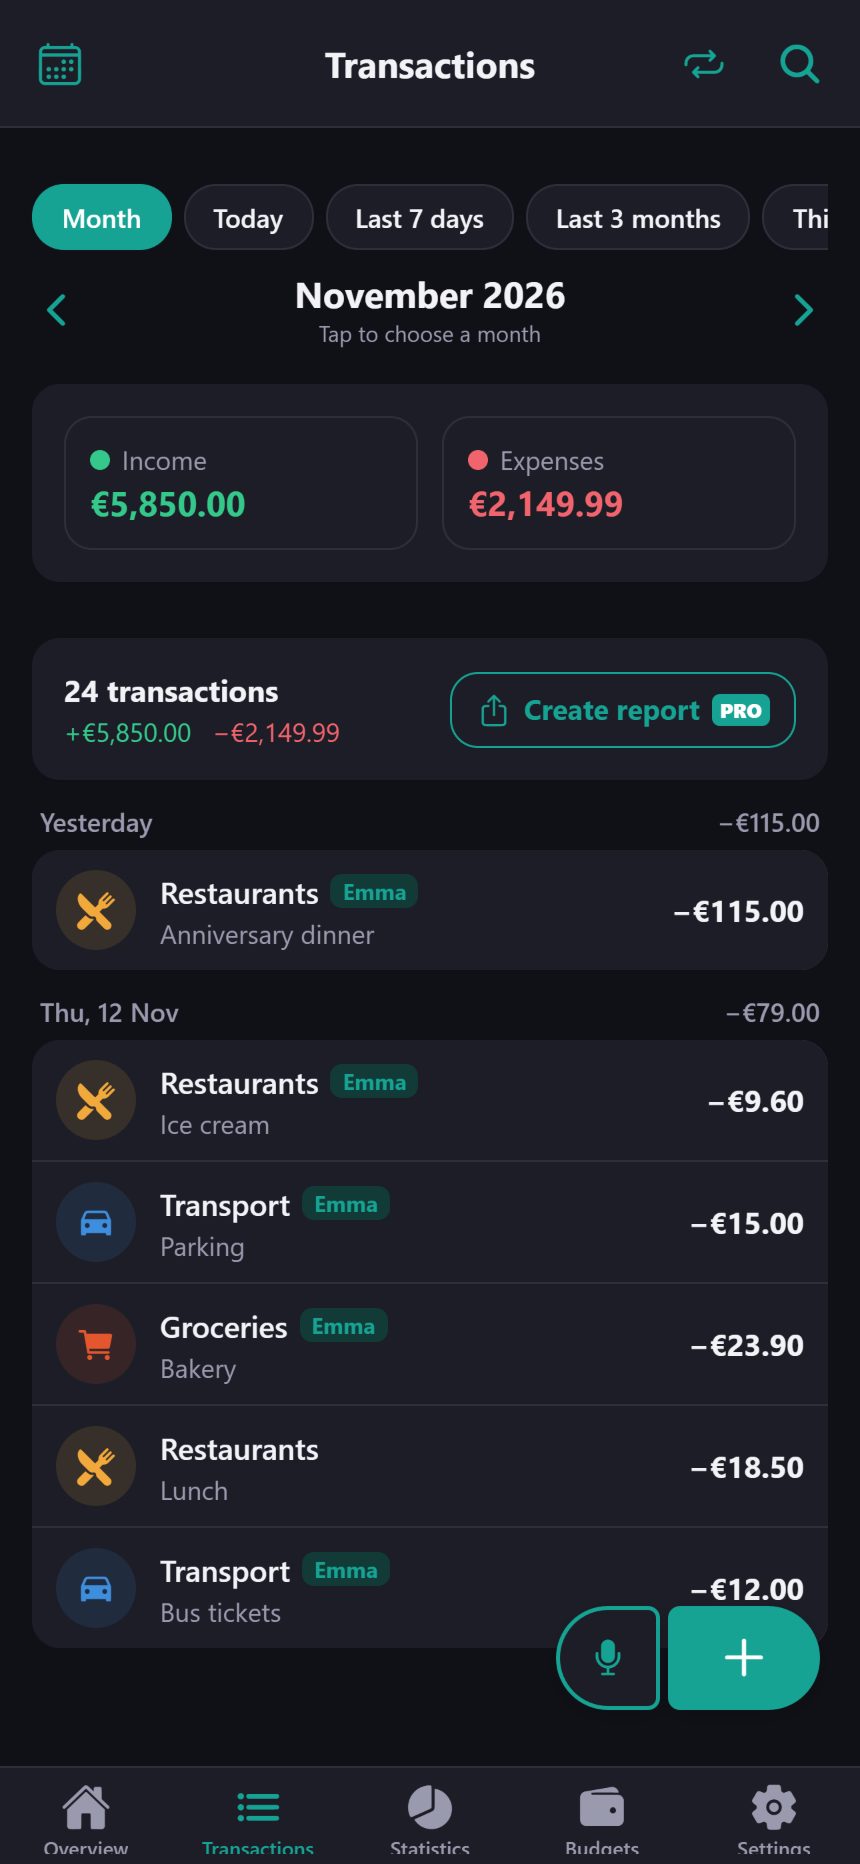 Transactions
Month
Today
Last 7 days
Last 3 months
Thi
November 2026
Tap to choose a month
Income
€5,850.00
Expenses
€2,149.99
24 transactions
+€5,850.00 −€2,149.99
Create report PRO
Yesterday −€115.00
Restaurants Emma
Anniversary dinner
−€115.00
Thu, 12 Nov −€79.00
Restaurants Emma
Ice cream
−€9.60
Transport Emma
Parking
−€15.00
Groceries Emma
Bakery
−€23.90
Restaurants
Lunch
−€18.50
Transport Emma
Bus tickets
−€12.00
Overview
Transactions
Statistics
Budgets
Settings